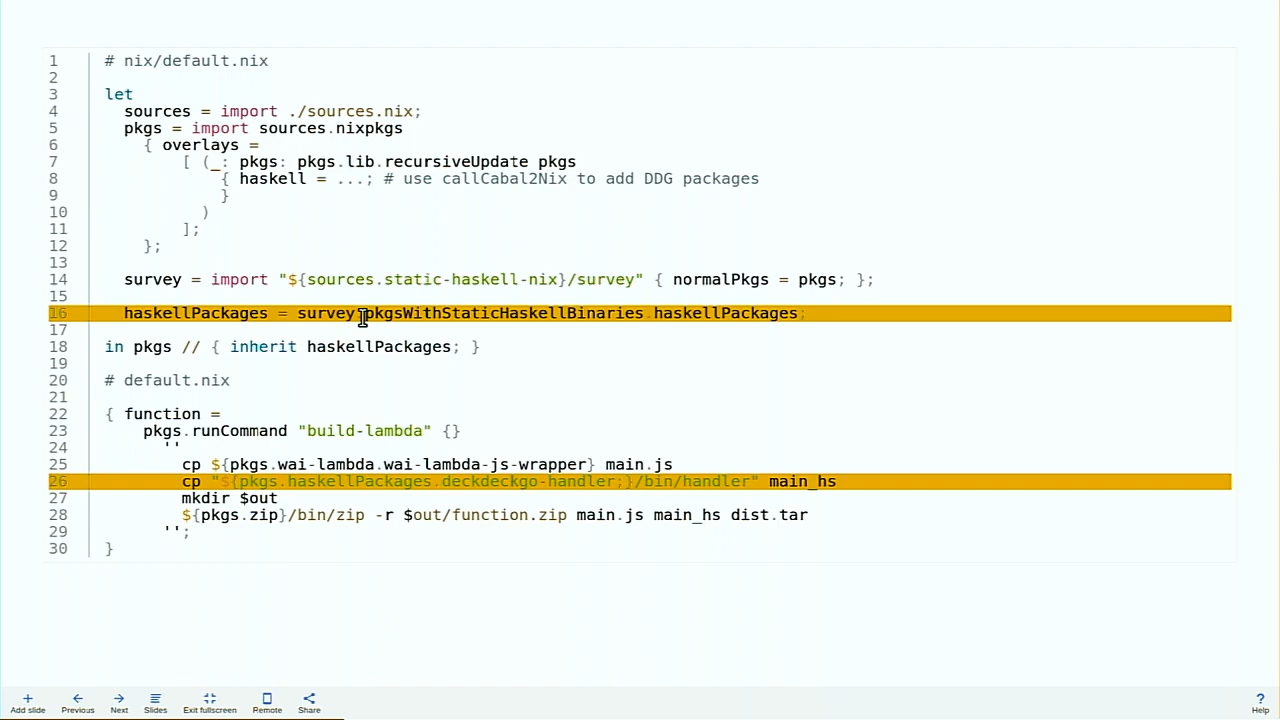 1 # nix/default.nix
2
3 let
4 sources = import ./sources.nix;
5 pkgs = import sources.nixpkgs
6 { overlays =
7 [ (_: pkgs: pkgs.lib.recursiveUpdate pkgs
8 { haskell = ...; # use callCabal2Nix to add DDG packages
9 }
10 )
11 ];
12 };
13
14 survey = import "${sources.static-haskell-nix}/survey" { normalPkgs = pkgs; };
15
16 haskellPackages = survey.pkgsWithStaticHaskellBinaries.haskellPackages;
17
18 in pkgs // { inherit haskellPackages; }
19
20 # default.nix
21
22 { function =
23 pkgs.runCommand "build-lambda" {}
24 ''
25 cp ${pkgs.wai-lambda.wai-lambda-js-wrapper} main.js
26 cp "${pkgs.haskellPackages.deckdeckgo-handler;}/bin/handler" main_hs
27 mkdir $out
28 ${pkgs.zip}/bin/zip -r $out/function.zip main.js main_hs dist.tar
29 '';
30 }
Add slide Previous Next Slides Exit fullscreen Remote Share ? Help